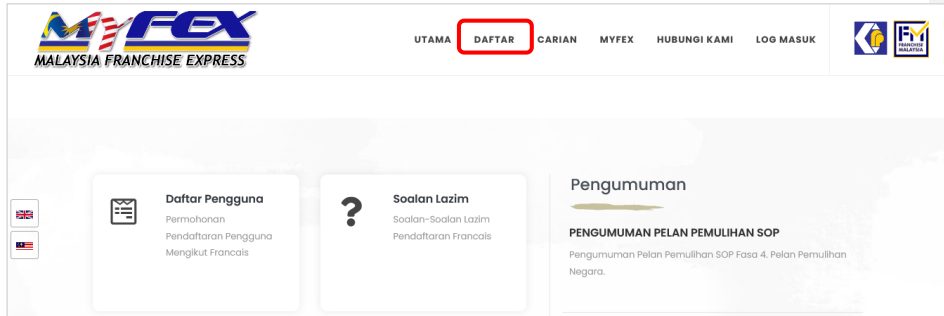 MyFEX
MALAYSIA FRANCHISE EXPRESS
UTAMA DAFTAR CARIAN MYFEX HUBUNGI KAMI LOG MASUK
FM
FRANCHISE
MALAYSIA
Daftar Pengguna
Permohonan
Pendaftaran Pengguna
Mengikut Francais
Soalan Lazim
Soalan-Soalan Lazim
Pendaftaran Francais
Pengumuman
PENGUMUMAN PELAN PEMULIHAN SOP
Pengumuman Pelan Pemulihan SOP Fasa 4. Pelan Pemulihan
Negara.